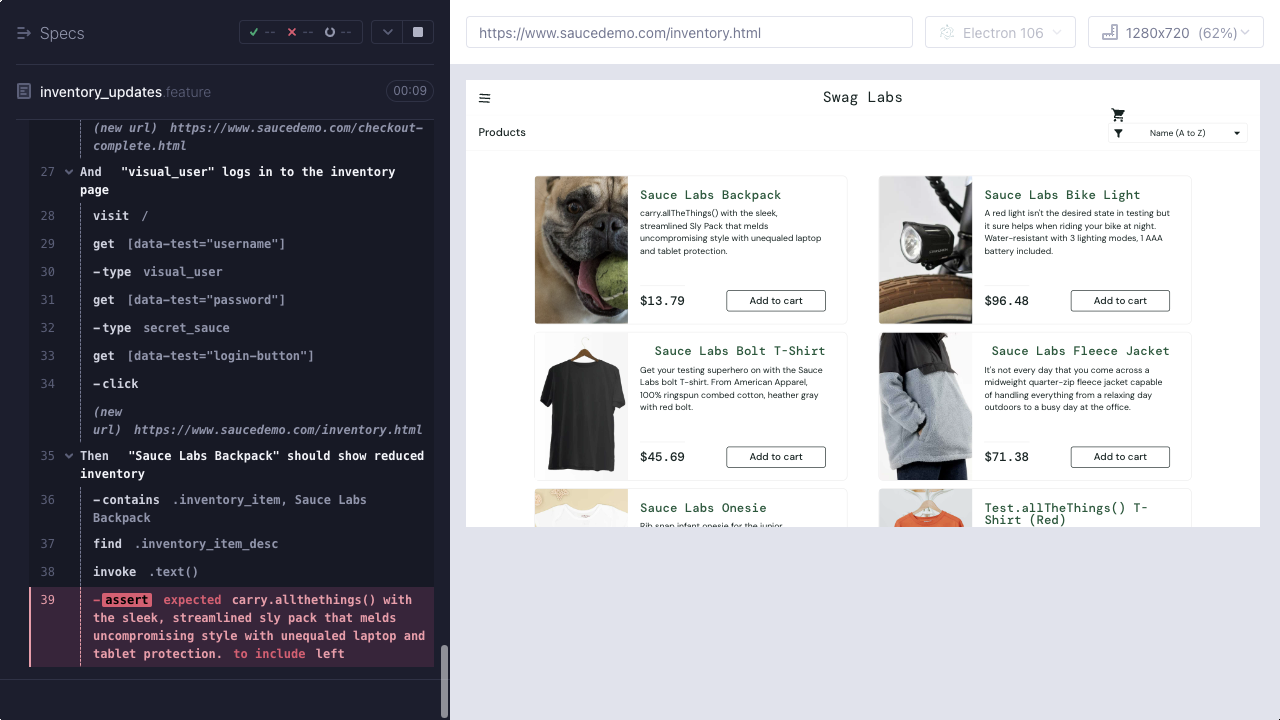 Specs
-- -- --
inventory_updates.feature
00:09
(new url) https://www.saucedemo.com/checkout-
complete.html
27 And "visual_user" logs in to the inventory
page
28 visit /
29 get [data-test="username"]
30 -type visual_user
31 get [data-test="password"]
32 -type secret_sauce
33 get [data-test="login-button"]
34 -click
(new
url) https://www.saucedemo.com/inventory.html
35 Then "Sauce Labs Backpack" should show reduced
inventory
36 -contains .inventory_item, Sauce Labs
Backpack
37 find .inventory_item_desc
38 invoke .text()
39 -assert expected carry.allthethings() with
the sleek, streamlined sly pack that melds
uncompromising style with unequaled laptop and
tablet protection. to include left
https://www.saucedemo.com/inventory.html
Electron 106
1280x720 (62%)
Swag Labs
Products
Name (A to Z)
Sauce Labs Backpack
carry.allTheThings() with the sleek,
streamlined Sly Pack that melds
uncompromising style with unequaled laptop
and tablet protection.
$13.79 Add to cart
Sauce Labs Bike Light
A red light isn't the desired state in testing but
it sure helps when riding your bike at night.
Water-resistant with 3 lighting modes, 1 AAA
battery included.
$96.48 Add to cart
Sauce Labs Bolt T-Shirt
Get your testing superhero on with the Sauce
Labs bolt T-shirt. From American Apparel,
100% ringspun combed cotton, heather gray
with red bolt.
$45.69 Add to cart
Sauce Labs Fleece Jacket
It's not every day that you come across a
midweight quarter-zip fleece jacket capable
of handling everything from a relaxing day
outdoors to a busy day at the office.
$71.38 Add to cart
Sauce Labs Onesie
Rib snap infant onesie for the junior
Test.allTheThings() T-
Shirt (Red)